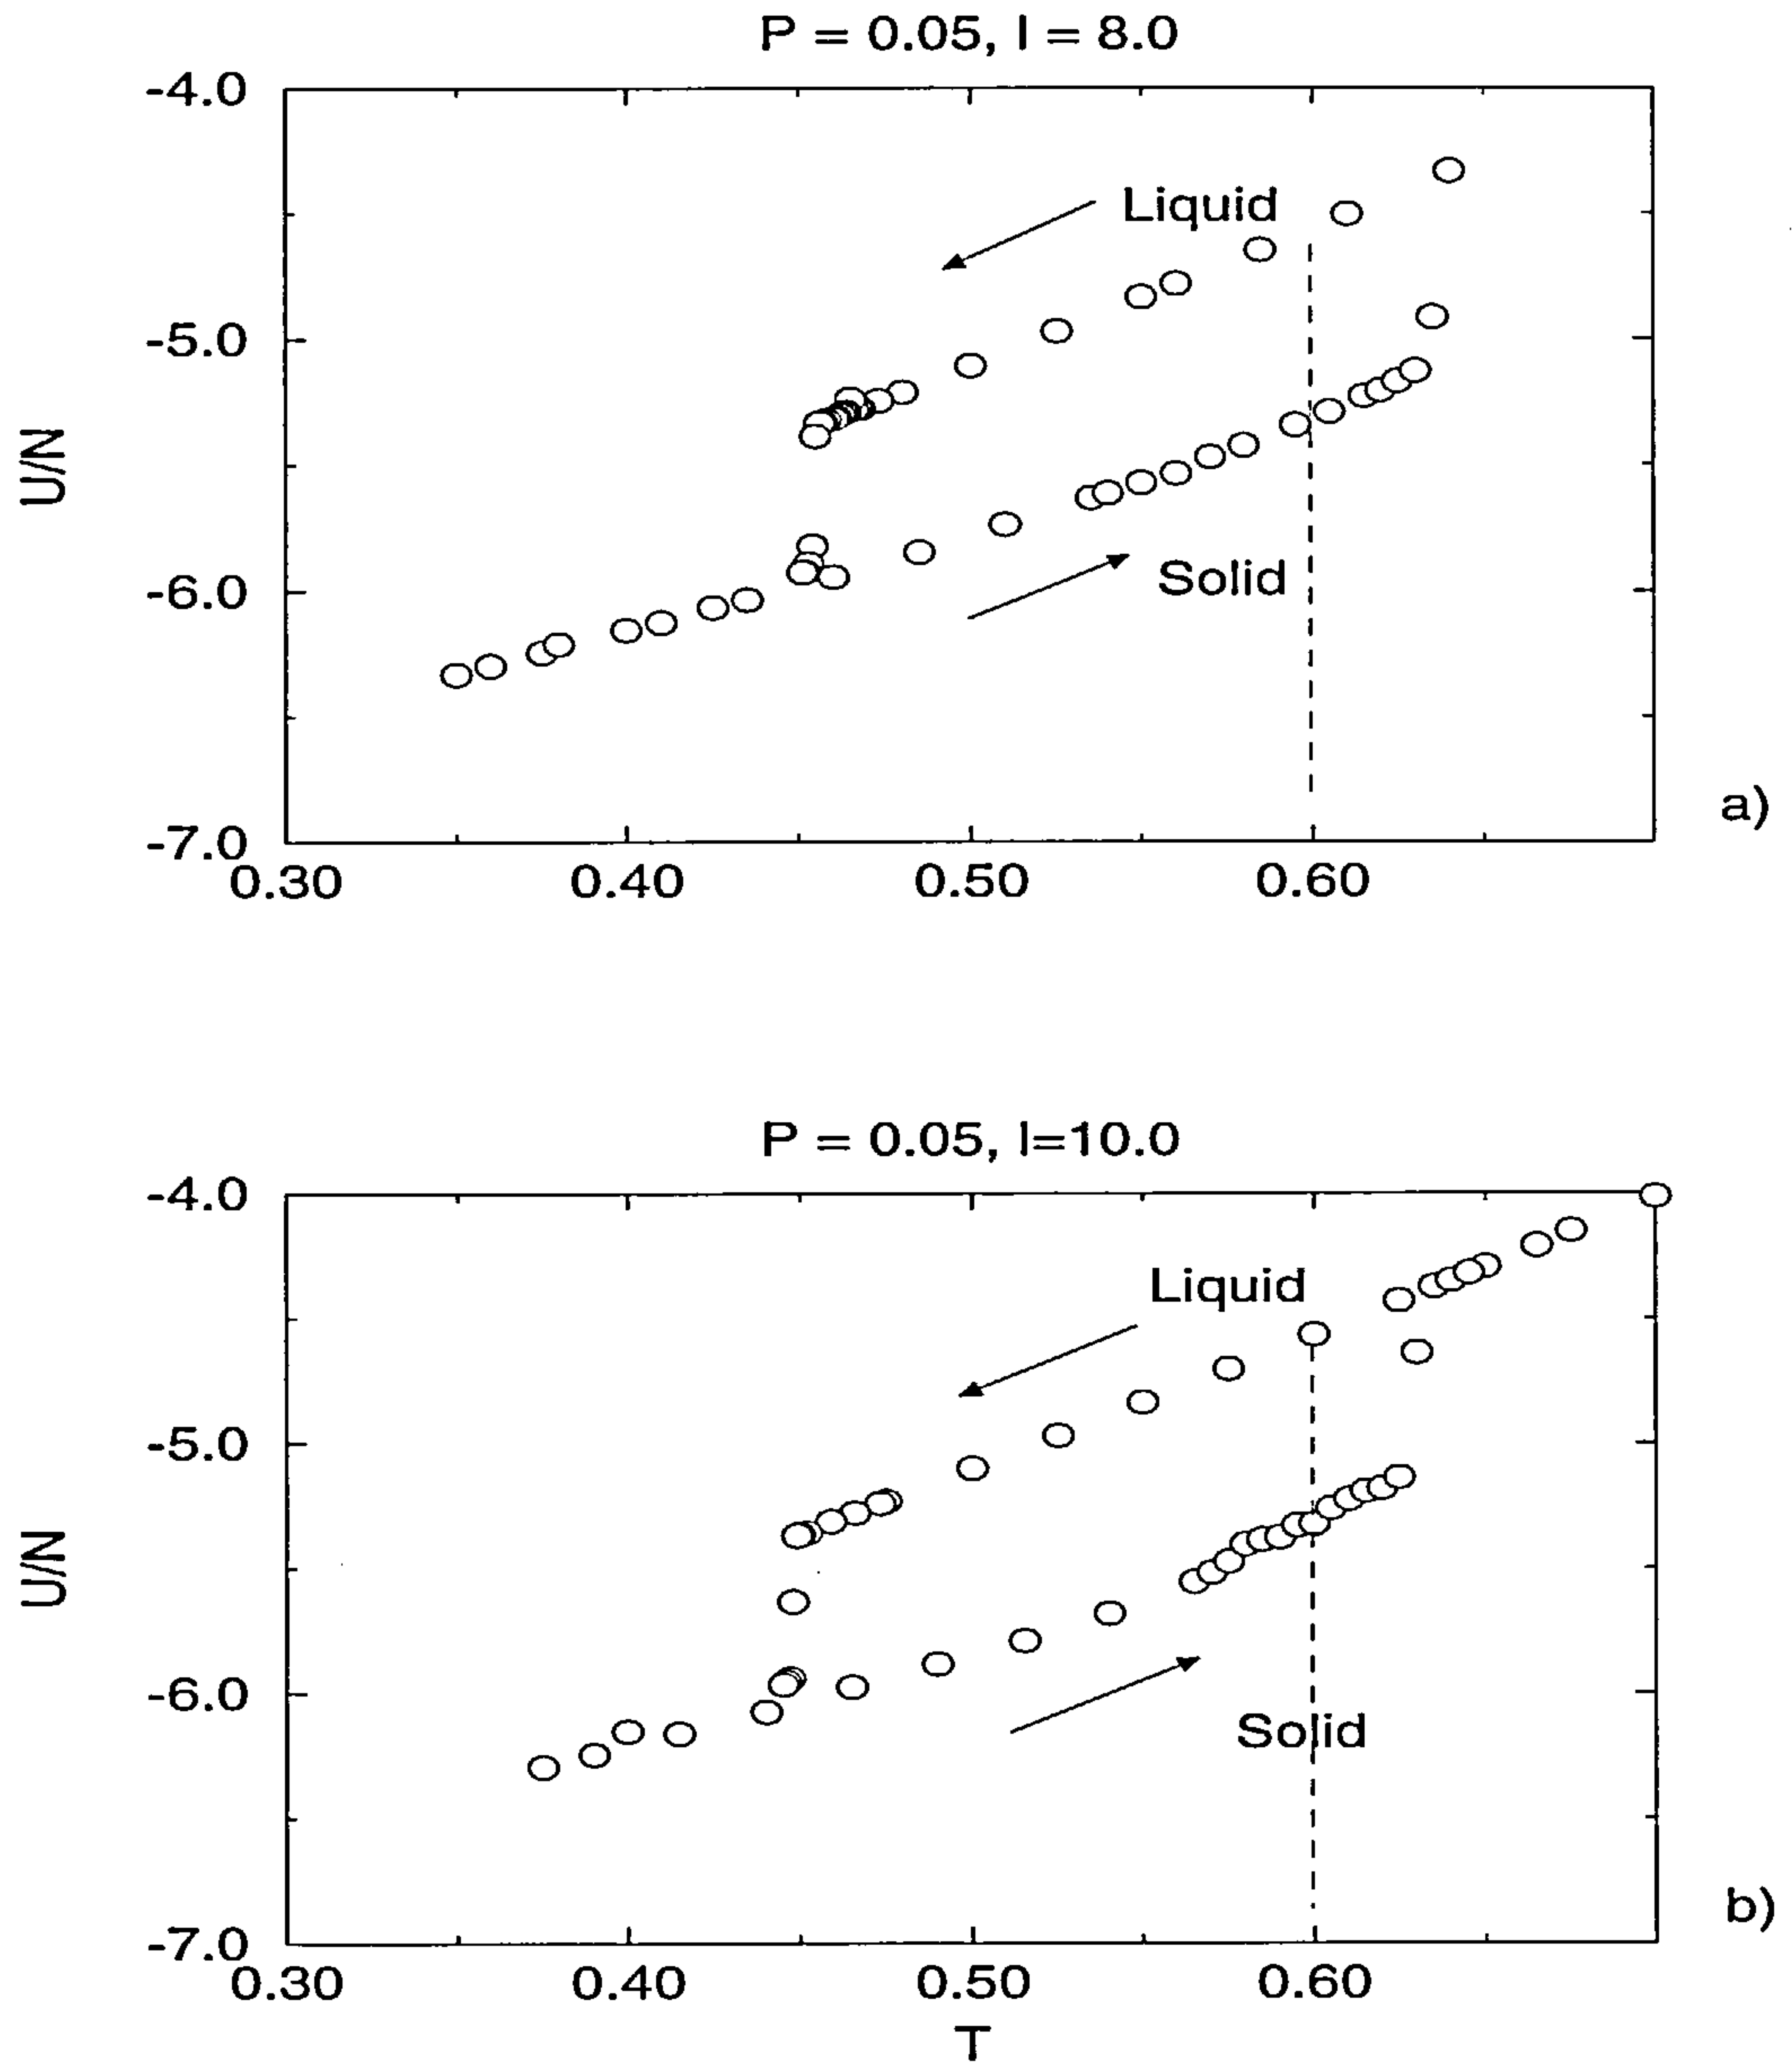 P = 0.05, l = 8.0
-4.0
Liquid
-5.0
U/N
Solid
-6.0
a)
-7.0
0.30 0.40 0.50 0.60
P = 0.05, l=10.0
-4.0
Liquid
-5.0
U/N
-6.0
Solid
b)
-7.0
0.30 0.40 0.50 0.60
T